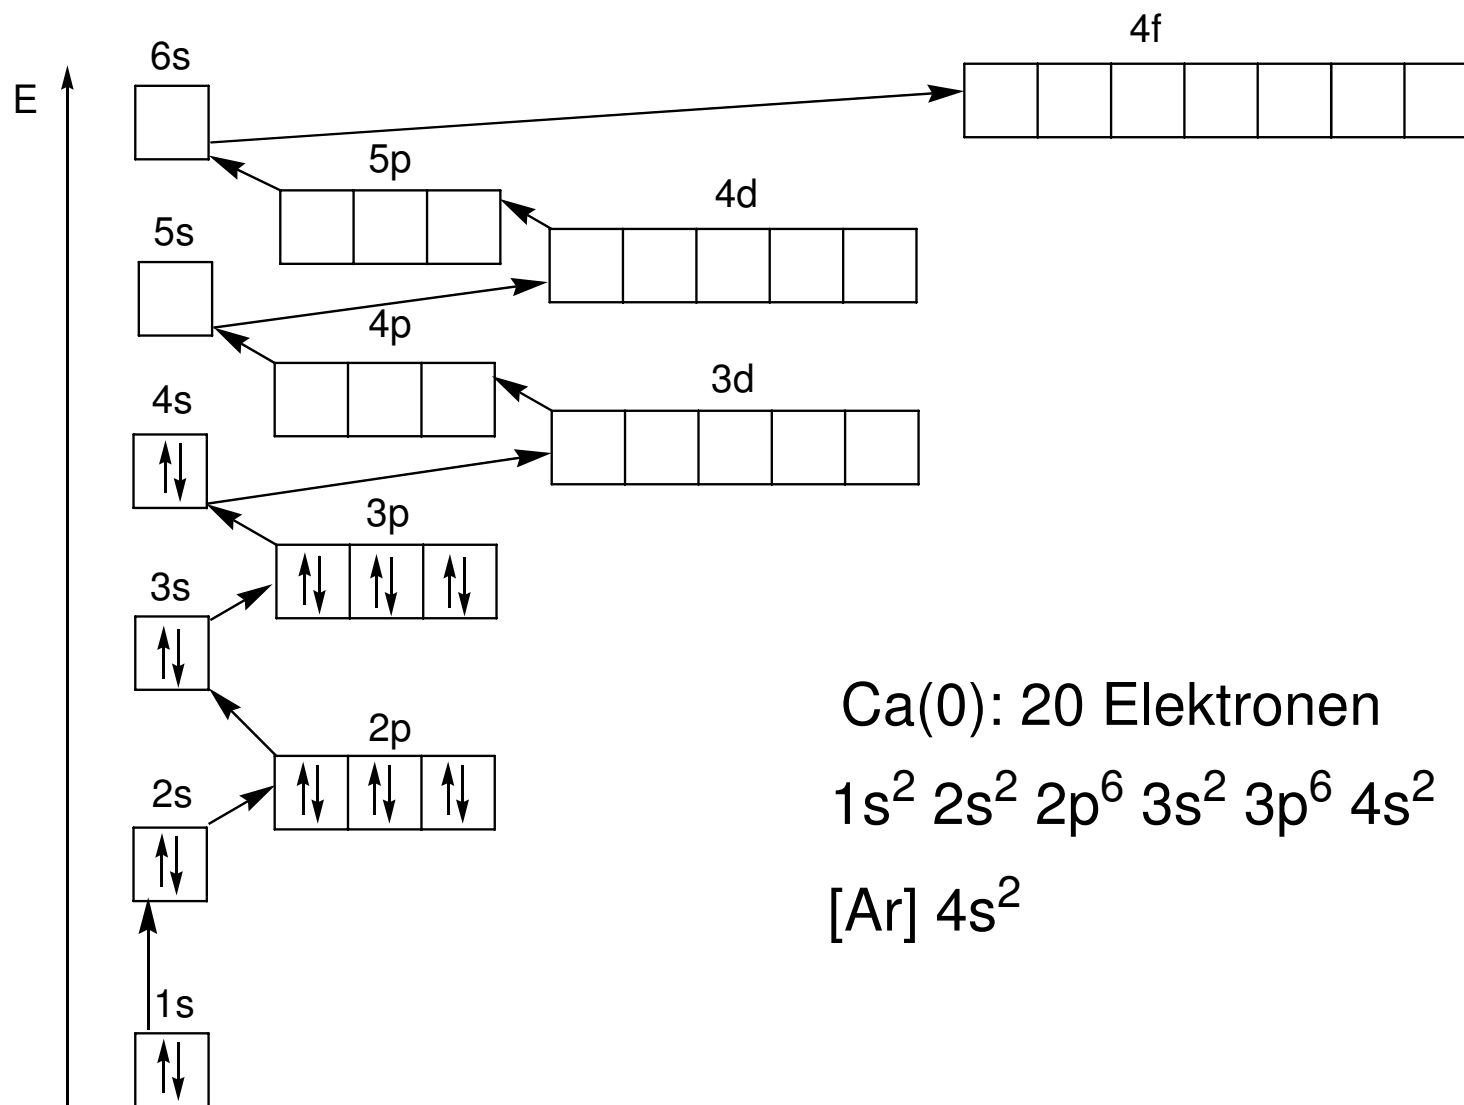 4f
6s
E
5p
4d
5s
4p
3d
4s
3p
3s
Ca(0): 20 Elektronen
2p
1s² 2s² 2p⁶ 3s² 3p⁶ 4s²
2s
[Ar] 4s²
1s